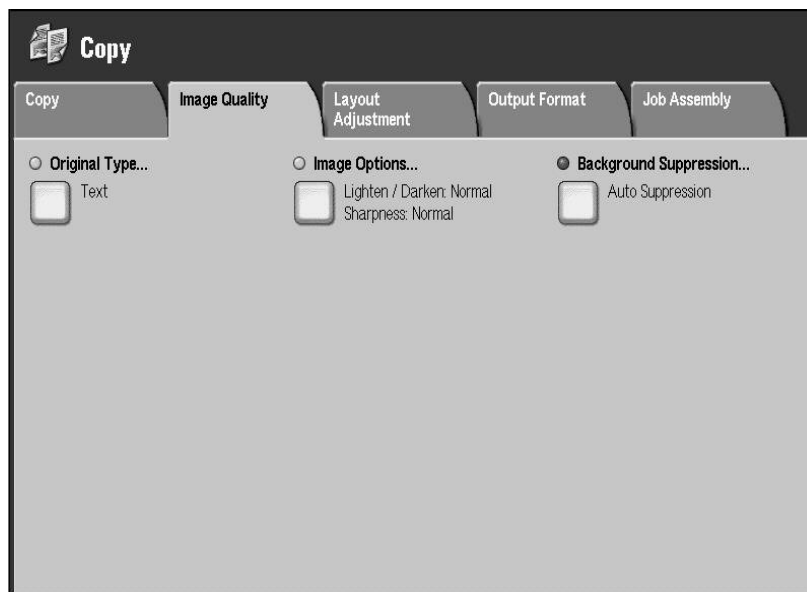 Copy
Copy
Image Quality
Layout
Adjustment
Output Format
Job Assembly
Original Type...
Text
Image Options...
Lighten / Darken: Normal
Sharpness: Normal
Background Suppression...
Auto Suppression